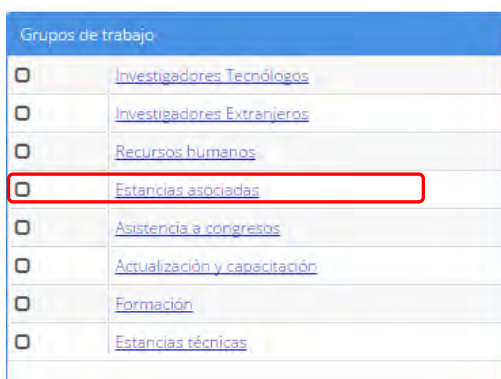 Grupos de trabajo
Investigadores Tecnólogos
Investigadores Extranjeros
Recursos humanos
Estancias asociadas
Asistencia a congresos
Actualización y capacitación
Formación
Estancias técnicas